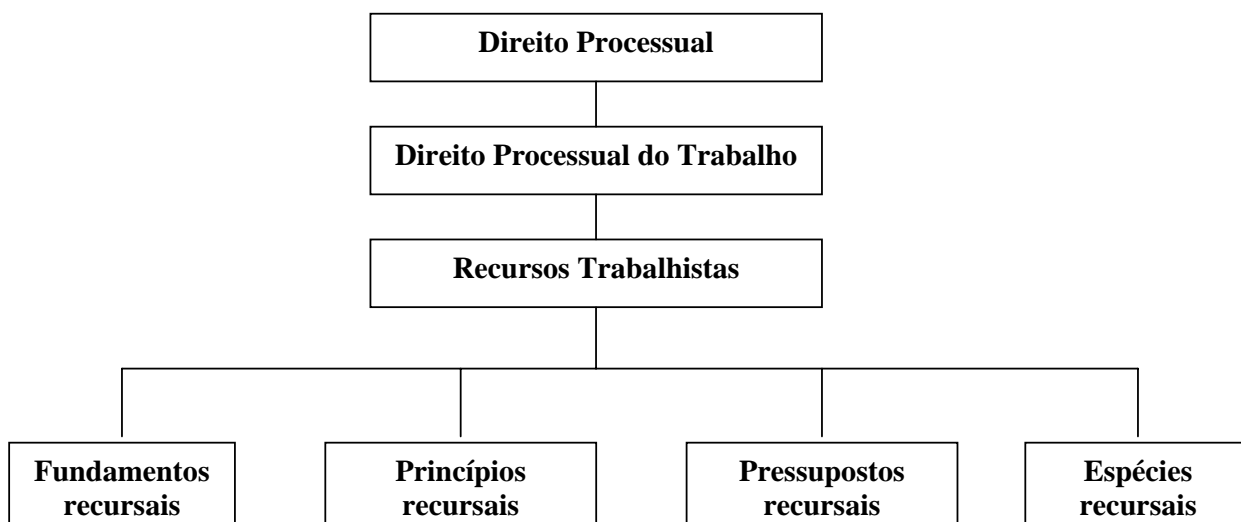 Direito Processual
Direito Processual do Trabalho
Recursos Trabalhistas
Fundamentos
recursais
Princípios
recursais
Pressupostos
recursais
Espécies
recursais